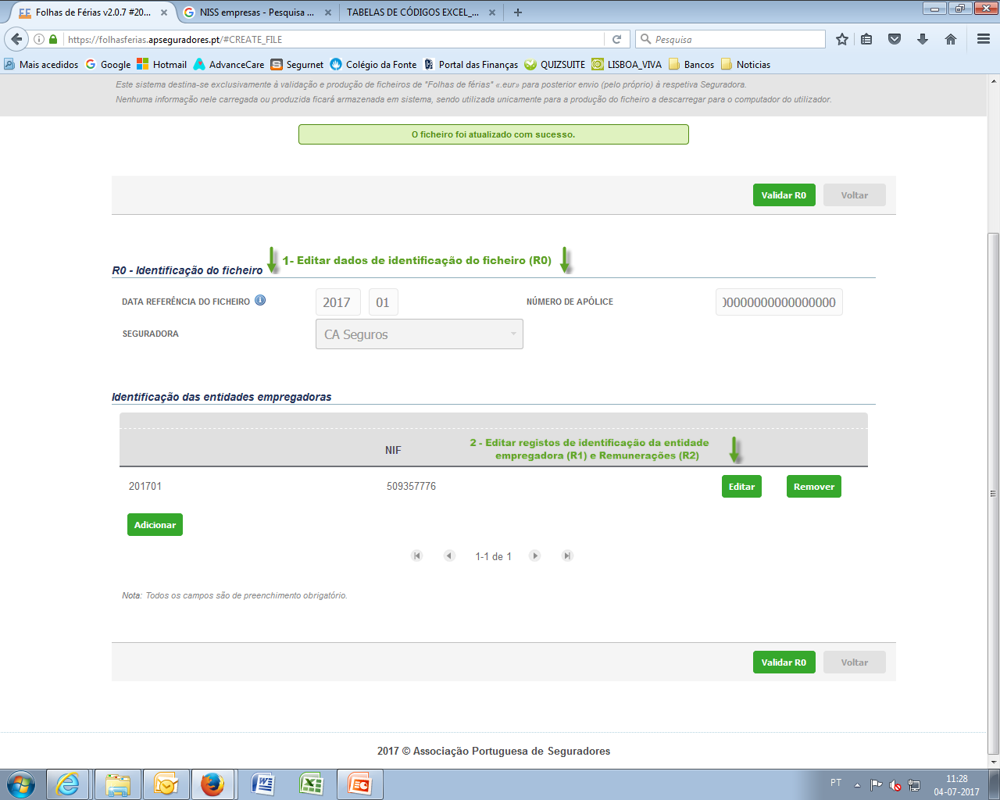 Folhas de Férias v2.0.7 #20...
NISS empresas - Pesquisa ...
TABELAS DE CÓDIGOS EXCEL_...
https://folhasferias.apseguradores.pt/#CREATE_FILE
Pesquisa
Mais acedidos Google Hotmail AdvanceCare Segurnet Colégio da Fonte Portal das Finanças QUIZSUITE LISBOA_VIVA Bancos Noticias
Este sistema destina-se exclusivamente à validação e produção de ficheiros de "Folhas de férias" «.eur» para posterior envio (pelo próprio) à respetiva Seguradora.
Nenhuma informação nele carregada ou produzida ficará armazenada em sistema, sendo utilizada unicamente para a produção do ficheiro a descarregar para o computador do utilizador.
O ficheiro foi atualizado com sucesso.
Validar R0 Voltar
1- Editar dados de identificação do ficheiro (R0)
R0 - Identificação do ficheiro
DATA REFERÊNCIA DO FICHEIRO 2017 01 NÚMERO DE APÓLICE 00000000000000000
SEGURADORA CA Seguros
Identificação das entidades empregadoras
2 - Editar registos de identificação da entidade
empregadora (R1) e Remunerações (R2)
NIF
201701 509357776 Editar Remover
Adicionar
1-1 de 1
Nota: Todos os campos são de preenchimento obrigatório.
Validar R0 Voltar
2017 © Associação Portuguesa de Seguradores
PT
11:28
04-07-2017